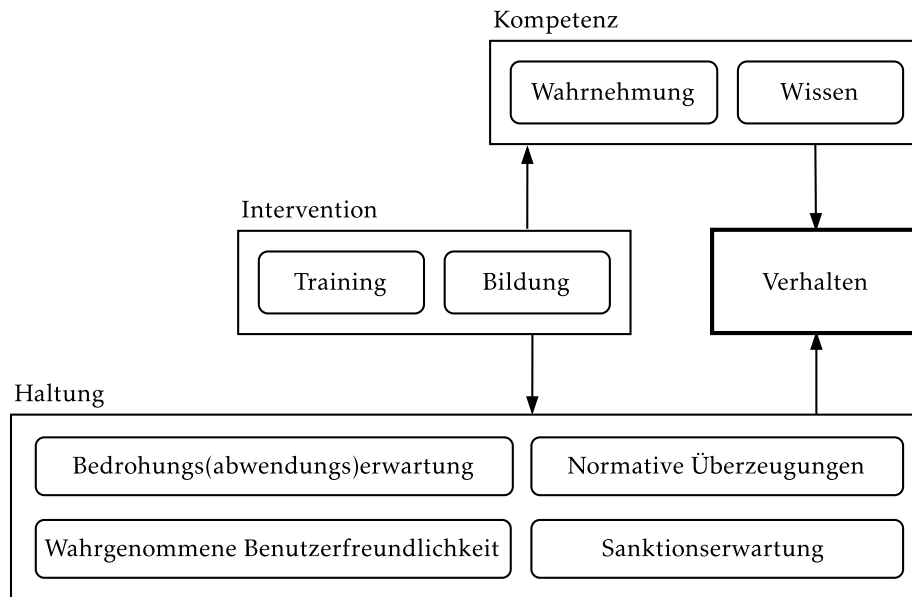 Kompetenz
Wahrnehmung
Wissen
Intervention
Training
Bildung
Verhalten
Haltung
Bedrohungs(abwendungs)erwartung
Normative Überzeugungen
Wahrgenommene Benutzerfreundlichkeit
Sanktionserwartung